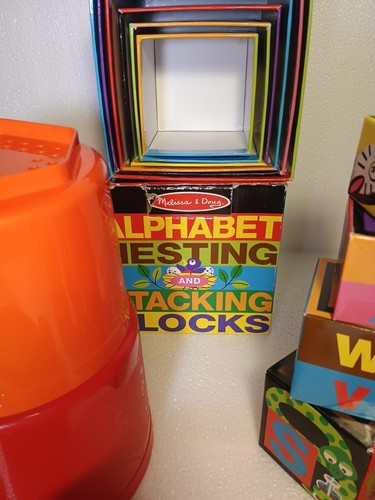 Melissa & Doug
ALPHABET
NESTING
AND
STACKING
BLOCKS
W
Y
S